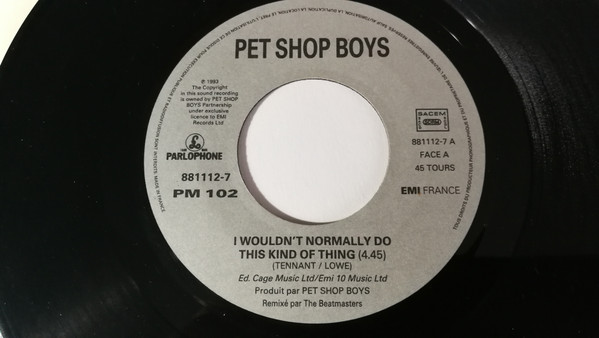 PET SHOP BOYS
℗ 1993
The Copyright
in this sound recording
is owned by PET SHOP
BOYS Partnership
under exclusive
licence to EMI
Records Ltd
PARLOPHONE
881112-7
PM 102
SACEM
881112-7 A
FACE A
45 TOURS
EMI FRANCE
I WOULDN'T NORMALLY DO
THIS KIND OF THING (4.45)
(TENNANT / LOWE)
Ed. Cage Music Ltd/Emi 10 Music Ltd
Produit par PET SHOP BOYS
Remixé par The Beatmasters